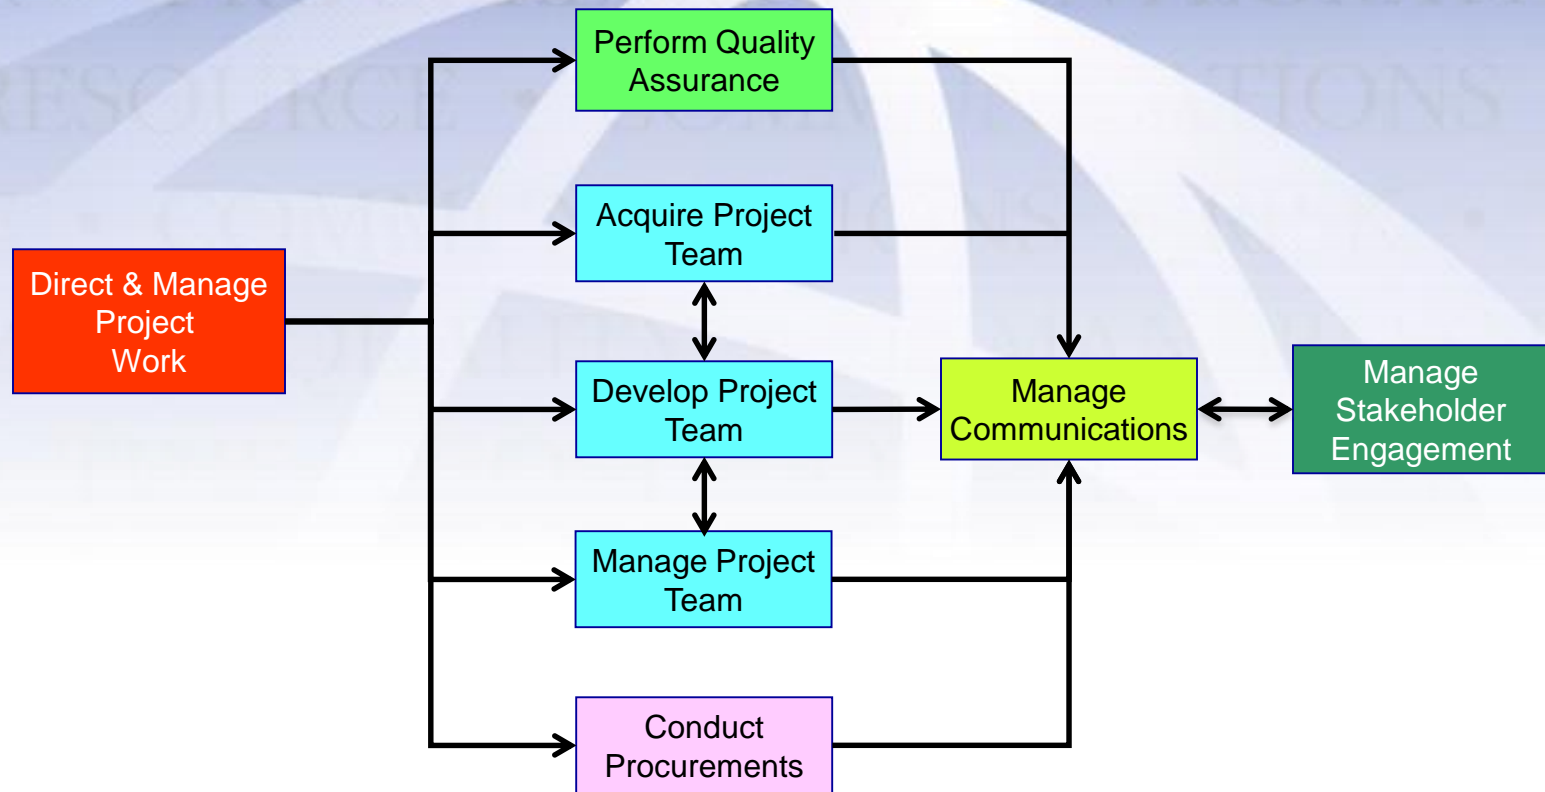 RESOURCE
Perform Quality
Assurance
Acquire Project
Team
Direct & Manage
Project
Work
Develop Project
Team
Manage
Communications
Manage
Stakeholder
Engagement
Manage Project
Team
Conduct
Procurements